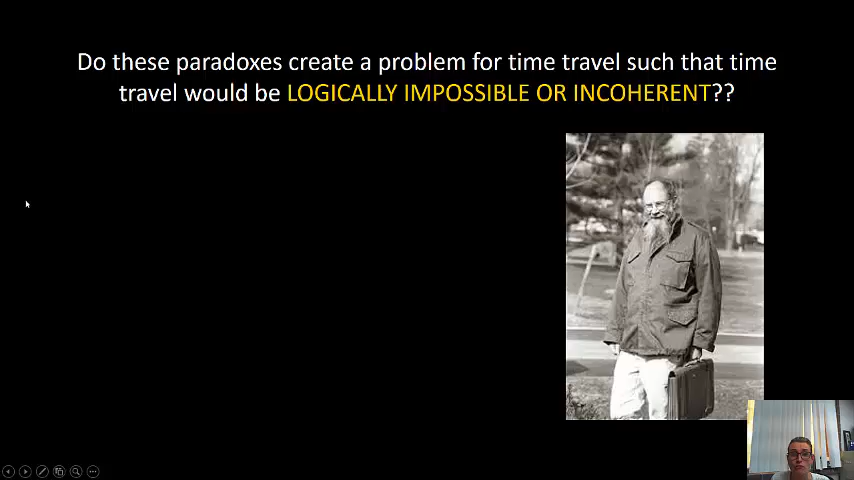 Do these paradoxes create a problem for time travel such that time
travel would be LOGICALLY IMPOSSIBLE OR INCOHERENT??